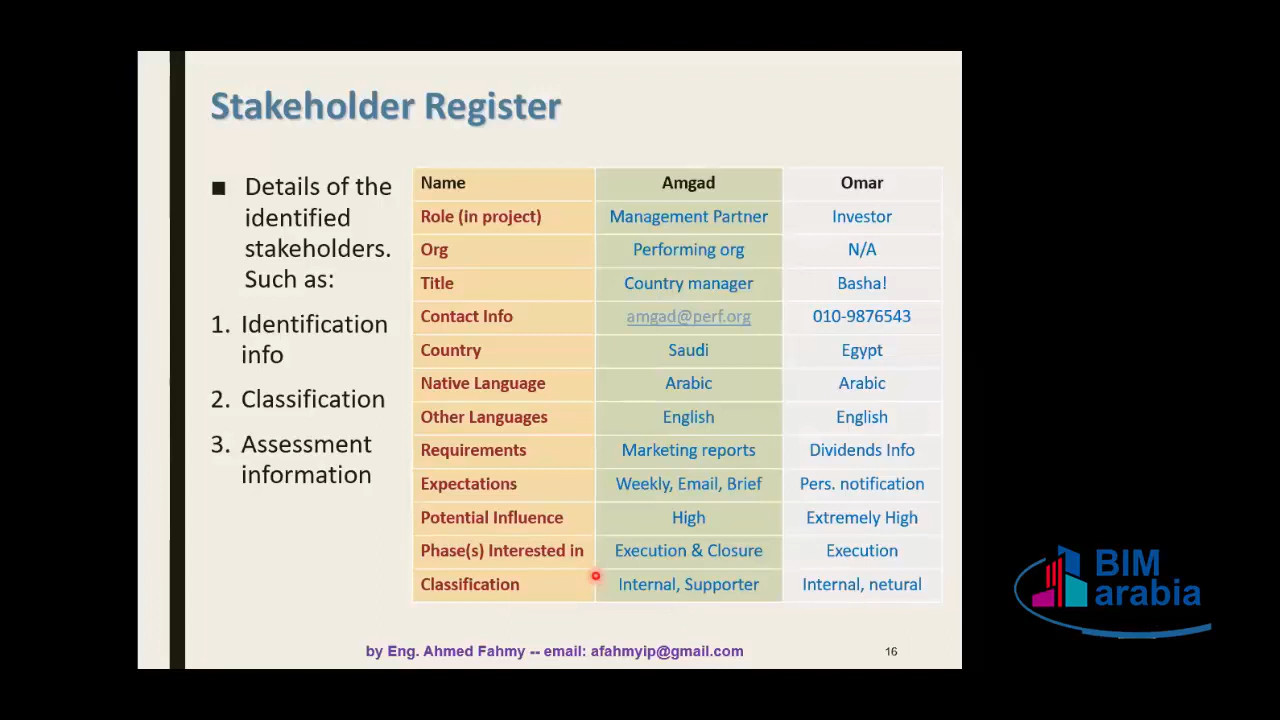 Stakeholder Register
■ Details of the
identified
stakeholders.
Such as:
1. Identification
info
2. Classification
3. Assessment
information
Name Amgad Omar
Role (in project) Management Partner Investor
Org Performing org N/A
Title Country manager Basha!
Contact Info amgad@perf.org 010-9876543
Country Saudi Egypt
Native Language Arabic Arabic
Other Languages English English
Requirements Marketing reports Dividends Info
Expectations Weekly, Email, Brief Pers. notification
Potential Influence High Extremely High
Phase(s) Interested in Execution & Closure Execution
Classification Internal, Supporter Internal, netural
by Eng. Ahmed Fahmy -- email: afahmyip@gmail.com
16
BIM
arabia